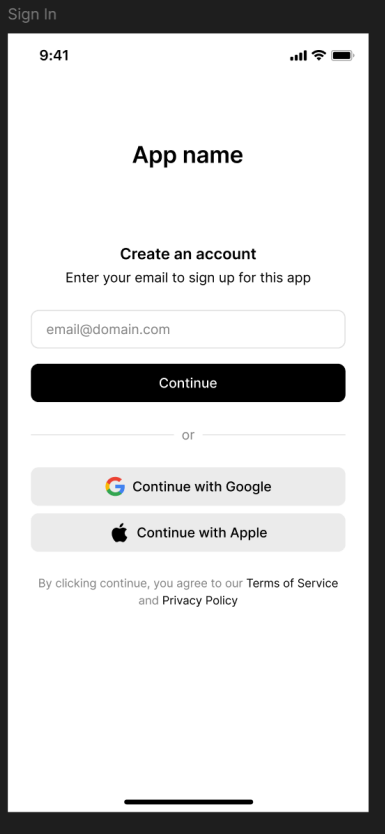 Sign In
9:41
App name
Create an account
Enter your email to sign up for this app
email@domain.com
Continue
or
Continue with Google
Continue with Apple
By clicking continue, you agree to our Terms of Service
and Privacy Policy